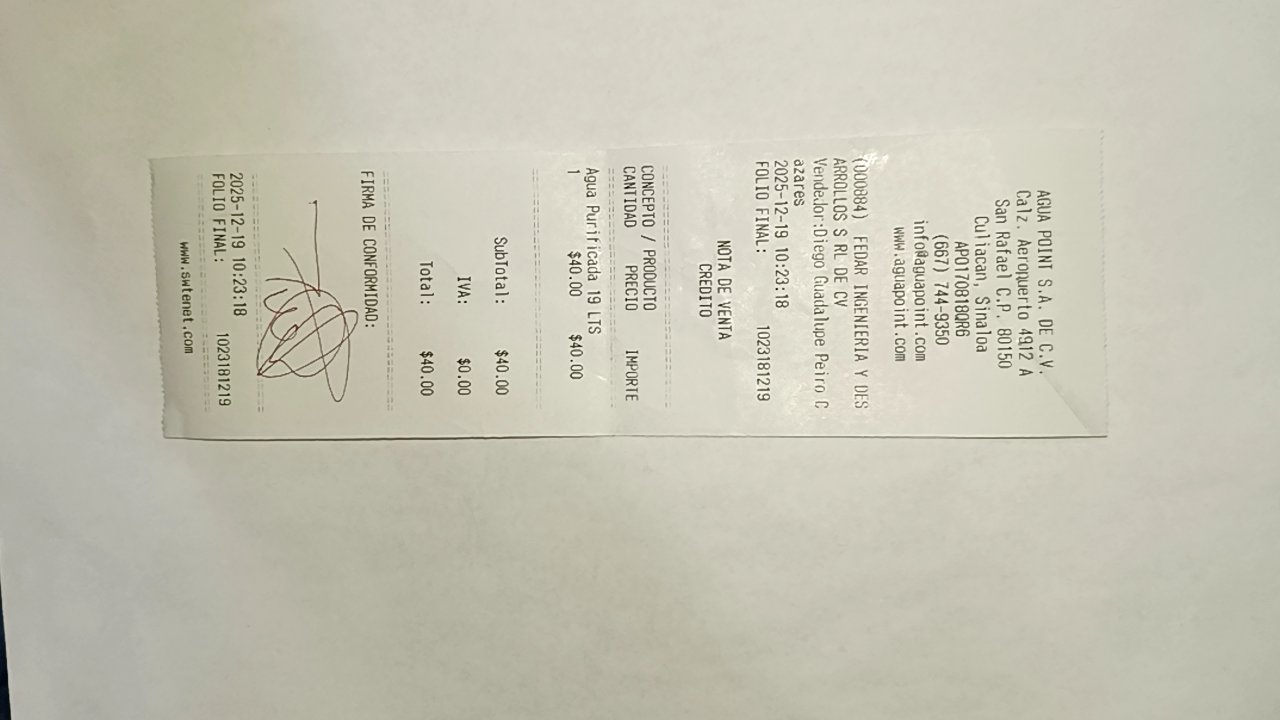 AGUA POINT S.A. DE C.V.
Calz. Aeropuerto 4912 A
San Rafael C.P. 80150
Culiacan, Sinaloa
APO170818QR6
(667) 744-9350
info@aguapoint.com
www.aguapoint.com
(000884) FEDAR INGENIERIA Y DES
ARROLLOS S RL DE CV
Vendedor:Diego Guadalupe Peiro C
azares
2025-12-19 10:23:18
FOLIO FINAL: 1023181219
NOTA DE VENTA
CREDITO
CONCEPTO / PRODUCTO
CANTIDAD PRECIO IMPORTE
Agua Purificada 19 LTS
1 $40.00 $40.00
SubTotal: $40.00
IVA: $0.00
Total: $40.00
FIRMA DE CONFORMIDAD:
2025-12-19 10:23:18
FOLIO FINAL: 1023181219
www.swtenet.com